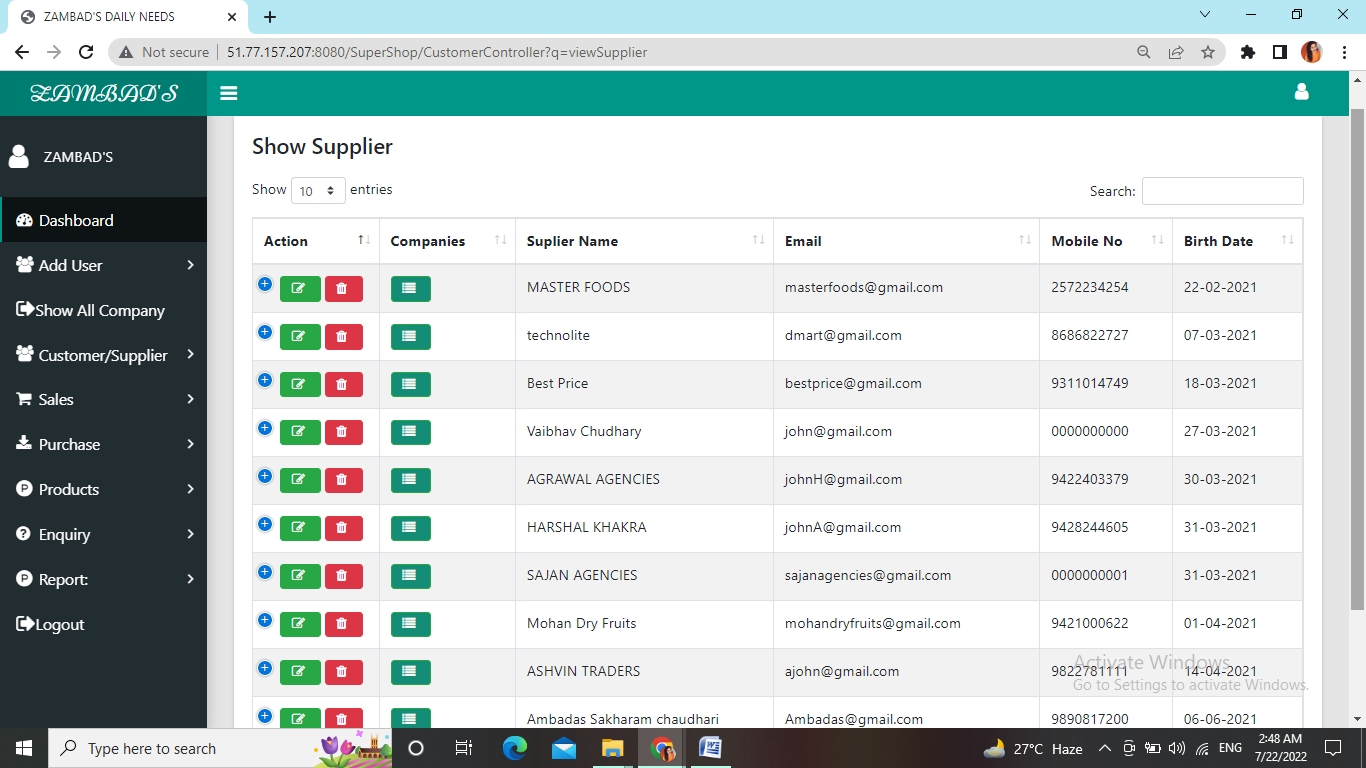 ZAMBAD'S DAILY NEEDS
Not secure 51.77.157.207:8080/SuperShop/CustomerController?q=viewSupplier
ZAMBAD'S
ZAMBAD'S
Dashboard
Add User
Show All Company
Customer/Supplier
Sales
Purchase
Products
Enquiry
Report:
Logout
Show Supplier
Show 10 entries Search:
Action Companies Suplier Name Email Mobile No Birth Date
MASTER FOODS masterfoods@gmail.com 2572234254 22-02-2021
technolite dmart@gmail.com 8686822727 07-03-2021
Best Price bestprice@gmail.com 9311014749 18-03-2021
Vaibhav Chudhary john@gmail.com 0000000000 27-03-2021
AGRAWAL AGENCIES johnH@gmail.com 9422403379 30-03-2021
HARSHAL KHAKRA johnA@gmail.com 9428244605 31-03-2021
SAJAN AGENCIES sajanagencies@gmail.com 0000000001 31-03-2021
Mohan Dry Fruits mohandryfruits@gmail.com 9421000622 01-04-2021
ASHVIN TRADERS ajohn@gmail.com 9822781111 14-04-2021
Ambadas Sakharam chaudhari Ambadas@gmail.com 9890817200 06-06-2021
Activate Windows
Go to Settings to activate Windows.
Type here to search
27°C Haze
ENG
2:48 AM
7/22/2022